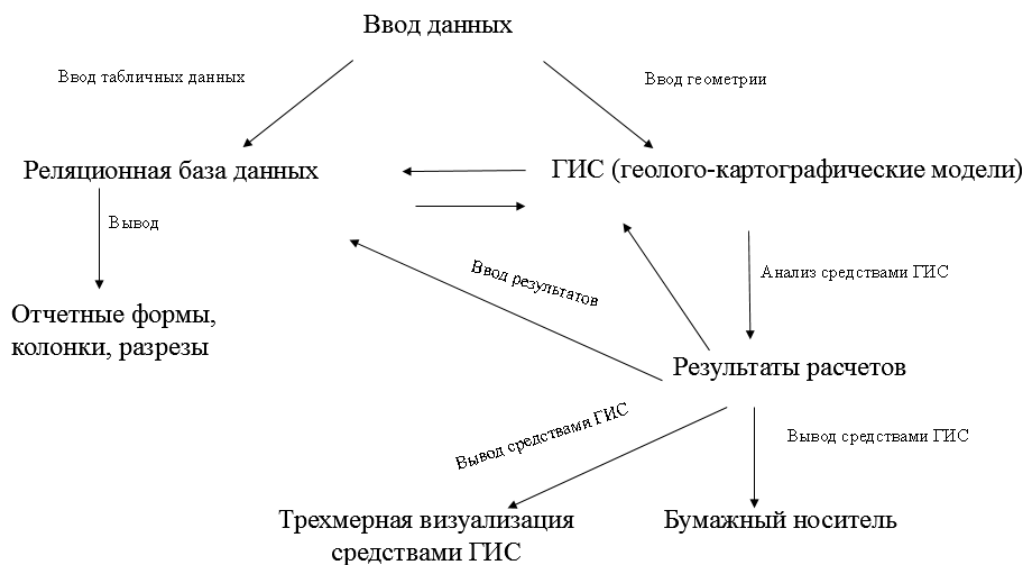 Ввод данных
Ввод табличных данных
Ввод геометрии
Реляционная база данных
ГИС (геолого-картографические модели)
Вывод
Ввод результатов
Анализ средствами ГИС
Отчетные формы,
колонки, разрезы
Результаты расчетов
Вывод средствами ГИС
Вывод средствами ГИС
Трехмерная визуализация
средствами ГИС
Бумажный носитель